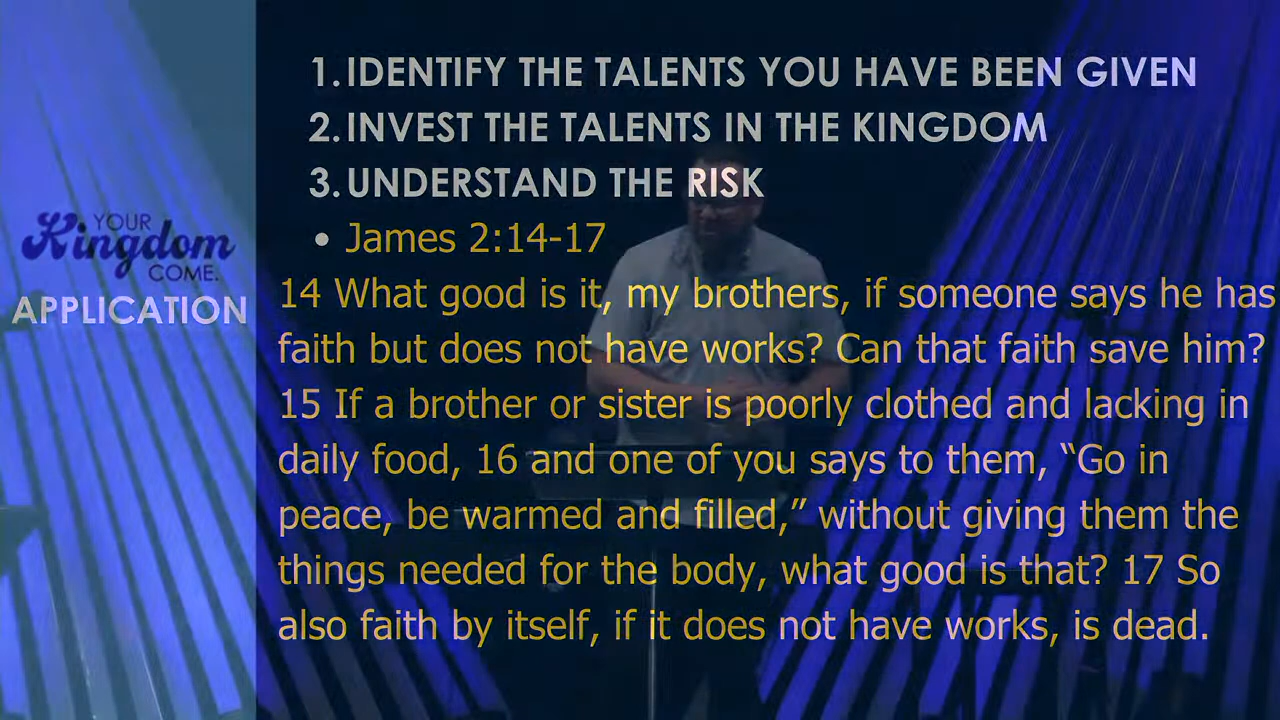 YOUR
Kingdom
COME.
APPLICATION
1. IDENTIFY THE TALENTS YOU HAVE BEEN GIVEN
2. INVEST THE TALENTS IN THE KINGDOM
3. UNDERSTAND THE RISK
• James 2:14-17
14 What good is it, my brothers, if someone says he has
faith but does not have works? Can that faith save him?
15 If a brother or sister is poorly clothed and lacking in
daily food, 16 and one of you says to them, “Go in
peace, be warmed and filled,” without giving them the
things needed for the body, what good is that? 17 So
also faith by itself, if it does not have works, is dead.